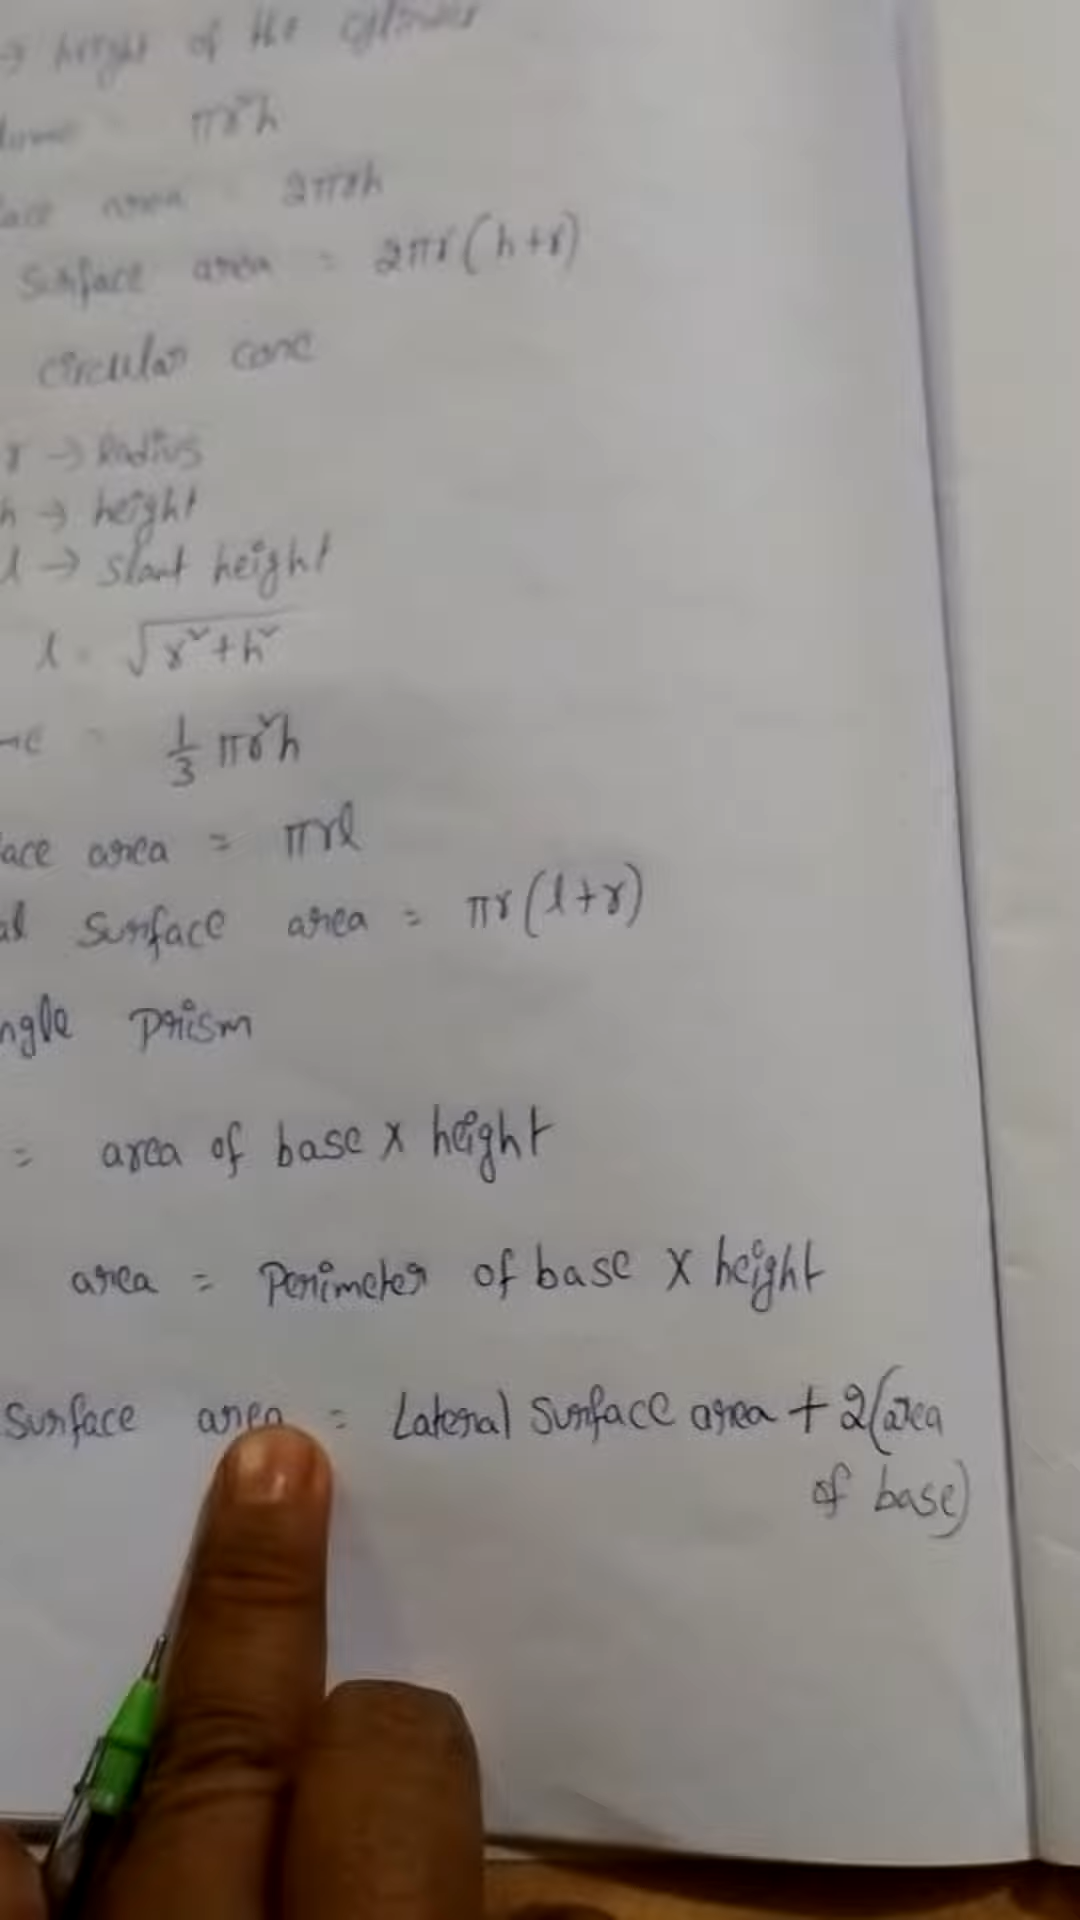 → height of the cylinder
πr²h
area 2πrh
Surface area = 2πr(h+r)
circular cone
r → Radius
h → height
l → slant height
l = √r²+h²
= 1/3 πr²h
area = πrl
Surface area = πr(l+r)
Prism
= area of base x height
area = Perimeter of base x height
Surface area = Lateral Surface area + 2(area
of base)